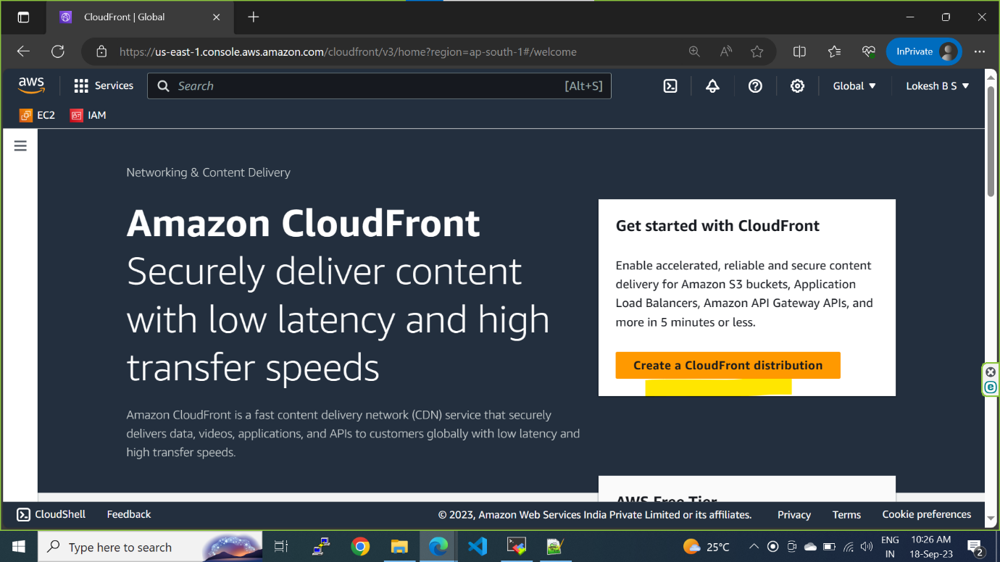 CloudFront | Global
https://us-east-1.console.aws.amazon.com/cloudfront/v3/home?region=ap-south-1#/welcome
InPrivate
aws
Services
Search
[Alt+S]
Global
Lokesh B S
EC2
IAM
Networking & Content Delivery
Amazon CloudFront
Securely deliver content
with low latency and high
transfer speeds
Amazon CloudFront is a fast content delivery network (CDN) service that securely
delivers data, videos, applications, and APIs to customers globally with low latency and
high transfer speeds.
Get started with CloudFront
Enable accelerated, reliable and secure content
delivery for Amazon S3 buckets, Application
Load Balancers, Amazon API Gateway APIs, and
more in 5 minutes or less.
Create a CloudFront distribution
AWS Free Tier
CloudShell
Feedback
© 2023, Amazon Web Services India Private Limited or its affiliates.
Privacy
Terms
Cookie preferences
Type here to search
25°C
ENG
IN
10:26 AM
18-Sep-23
2